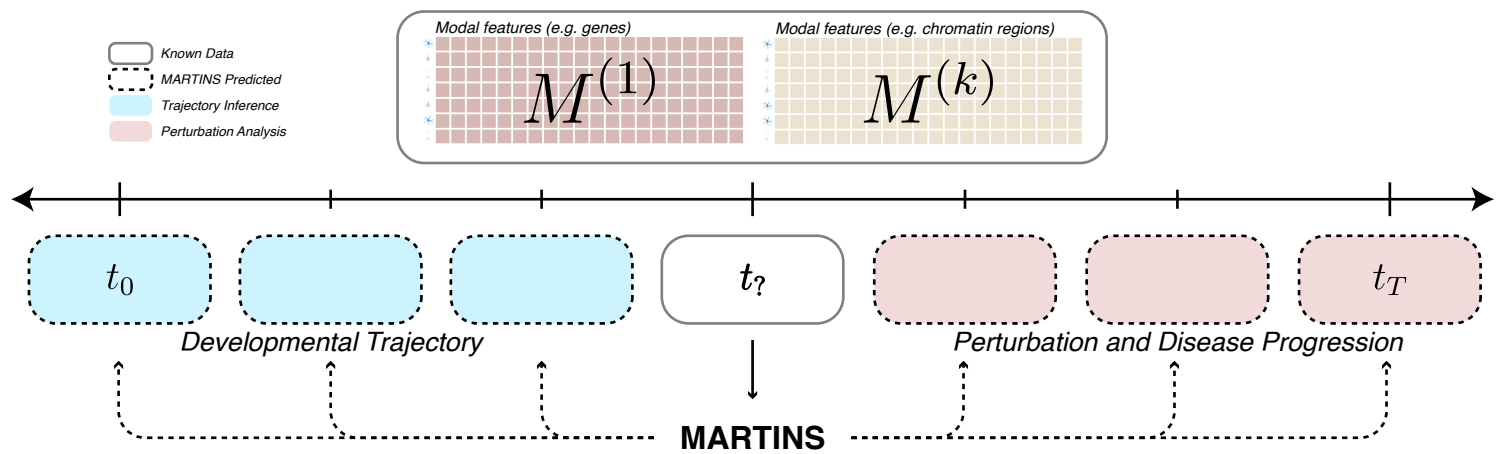 Modal features (e.g. genes)
Modal features (e.g. chromatin regions)
Known Data
MARTINS Predicted
Trajectory Inference
Perturbation Analysis
M^(1)
M^(k)
t_0
t_?
t_T
Developmental Trajectory
Perturbation and Disease Progression
MARTINS